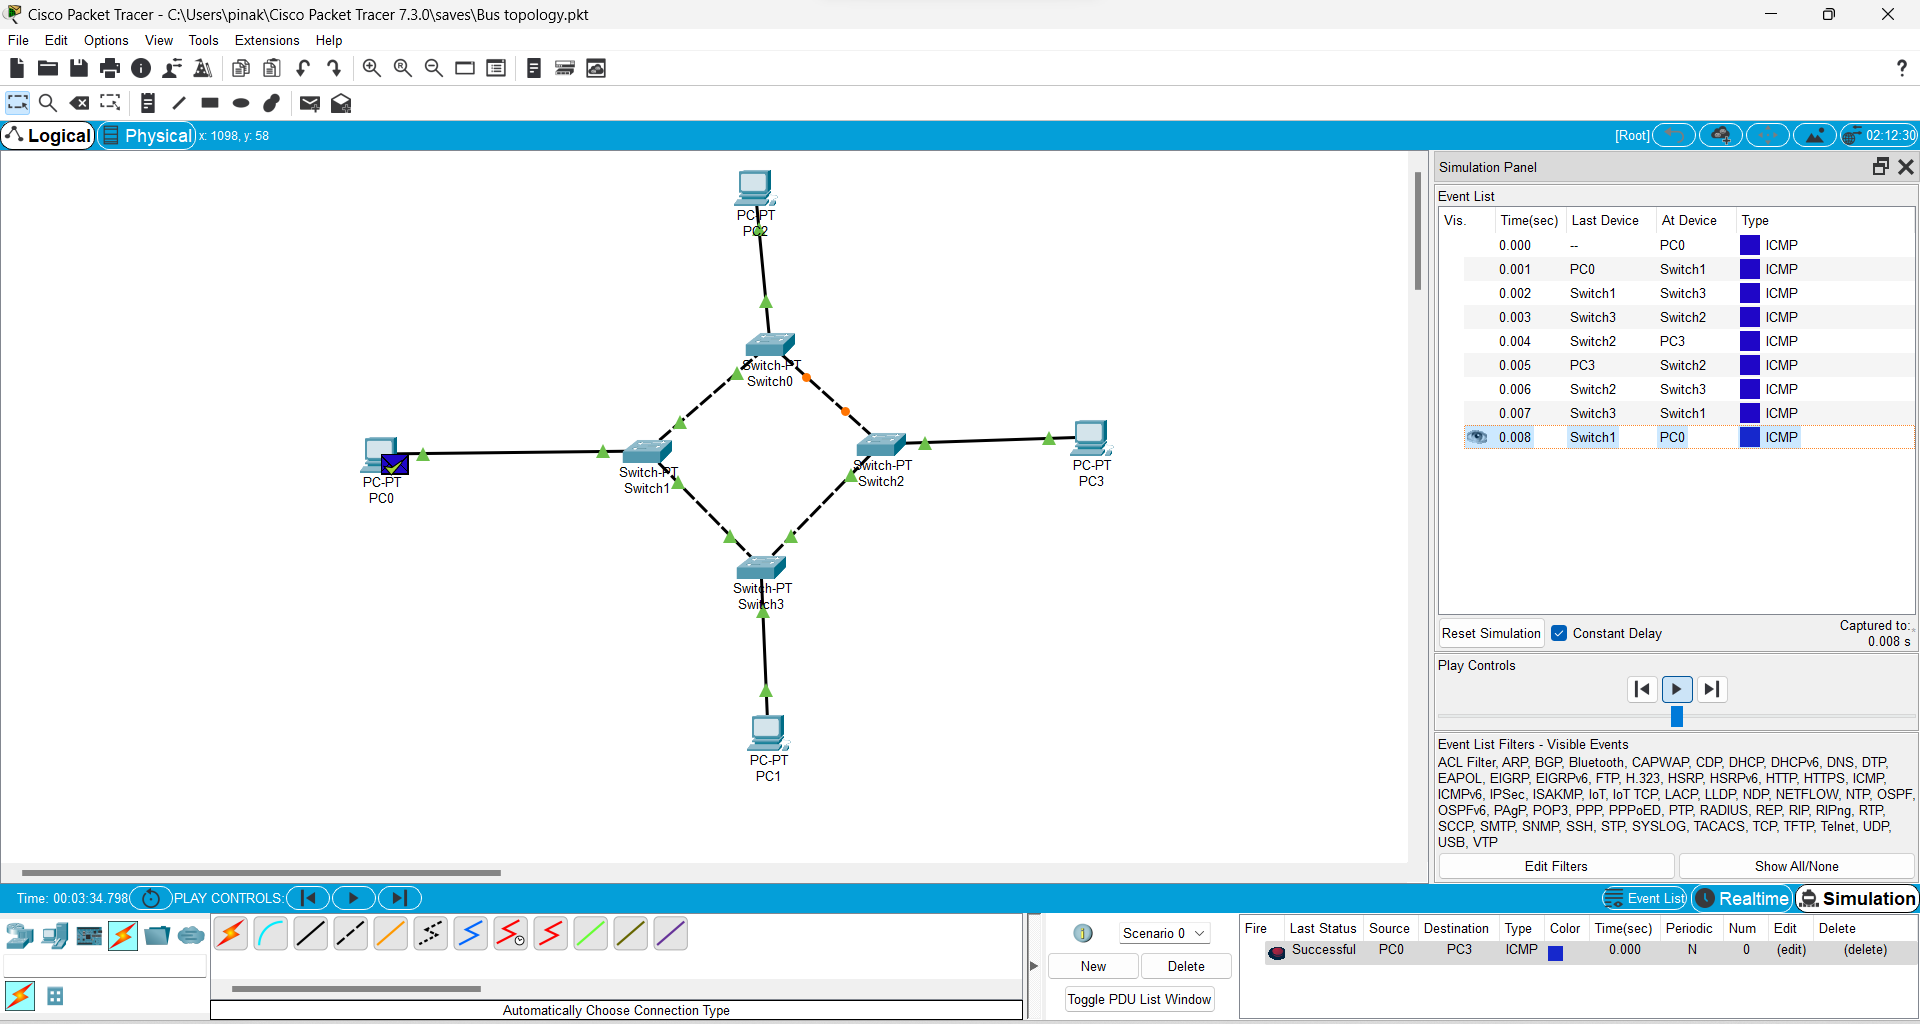 Cisco Packet Tracer - C:\Users\pinak\Cisco Packet Tracer 7.3.0\saves\Bus topology.pkt
File Edit Options View Tools Extensions Help
?
Logical Physical x: 1098, y: 58 [Root] 02:12:30
PC-PT
PC2
Switch-PT
Switch0
PC-PT
PC0
Switch-PT
Switch1
Switch-PT
Switch2
PC-PT
PC3
Switch-PT
Switch3
PC-PT
PC1
Simulation Panel
Event List
Vis. Time(sec) Last Device At Device Type
0.000 -- PC0 ICMP
0.001 PC0 Switch1 ICMP
0.002 Switch1 Switch3 ICMP
0.003 Switch3 Switch2 ICMP
0.004 Switch2 PC3 ICMP
0.005 PC3 Switch2 ICMP
0.006 Switch2 Switch3 ICMP
0.007 Switch3 Switch1 ICMP
0.008 Switch1 PC0 ICMP
Reset Simulation Constant Delay Captured to:
0.008 s
Play Controls
Event List Filters - Visible Events
ACL Filter, ARP, BGP, Bluetooth, CAPWAP, CDP, DHCP, DHCPv6, DNS, DTP,
EAPOL, EIGRP, EIGRPv6, FTP, H.323, HSRP, HSRPv6, HTTP, HTTPS, ICMP,
ICMPv6, IPSec, ISAKMP, IoT, IoT TCP, LACP, LLDP, NDP, NETFLOW, NTP, OSPF,
OSPFv6, PAgP, POP3, PPP, PPPoED, PTP, RADIUS, REP, RIP, RIPng, RTP,
SCCP, SMTP, SNMP, SSH, STP, SYSLOG, TACACS, TCP, TFTP, Telnet, UDP,
USB, VTP
Edit Filters Show All/None
Time: 00:03:34.798 PLAY CONTROLS: Event List Realtime Simulation
Automatically Choose Connection Type
1 Scenario 0
New Delete
Toggle PDU List Window
Fire Last Status Source Destination Type Color Time(sec) Periodic Num Edit Delete
Successful PC0 PC3 ICMP 0.000 N 0 (edit) (delete)